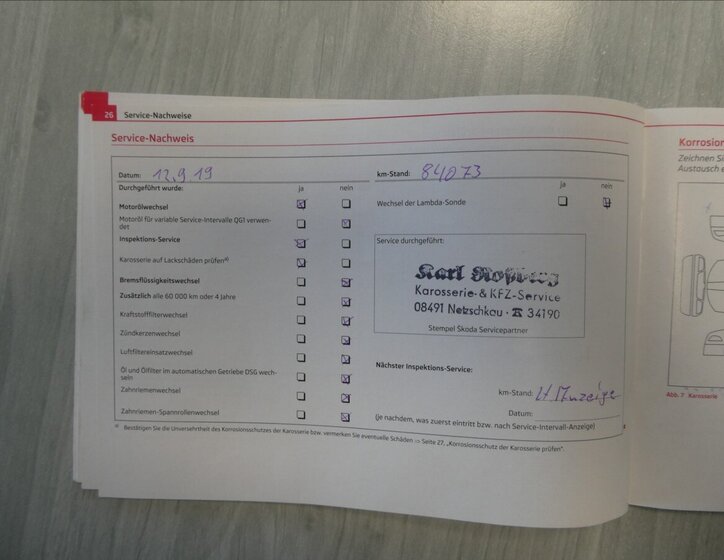 26 Service-Nachweise
Service-Nachweis
Datum: 12.9.19
Durchgeführt wurde: ja nein
Motorölwechsel
Motoröl für variable Service-Intervalle QG1 verwen-
det
Inspektions-Service
Karosserie auf Lackschäden prüfen a)
Bremsflüssigkeitswechsel
Zusätzlich alle 60 000 km oder 4 Jahre
Kraftstofffilterwechsel
Zündkerzenwechsel
Luftfiltereinsatzwechsel
Öl und Ölfilter im automatischen Getriebe DSG wech-
seln
Zahnriemenwechsel
Zahnriemen-Spannrollenwechsel
km-Stand: 84073
ja nein
Wechsel der Lambda-Sonde
Service durchgeführt:
Karl Roßberg
Karosserie-& KFZ-Service
08491 Netzschkau · ☎ 34190
Stempel Škoda Servicepartner
Nächster Inspektions-Service:
km-Stand: lt Anzeige
Datum:
(je nachdem, was zuerst eintritt bzw. nach Service-Intervall-Anzeige)
a) Bestätigen Sie die Unversehrtheit des Korrosionsschutzes der Karosserie bzw. vermerken Sie eventuelle Schäden ⇒ Seite 27, „Korrosionsschutz der Karosserie prüfen".
Korrosion
Zeichnen Si
Austausch e
Abb. 7 Karosserie